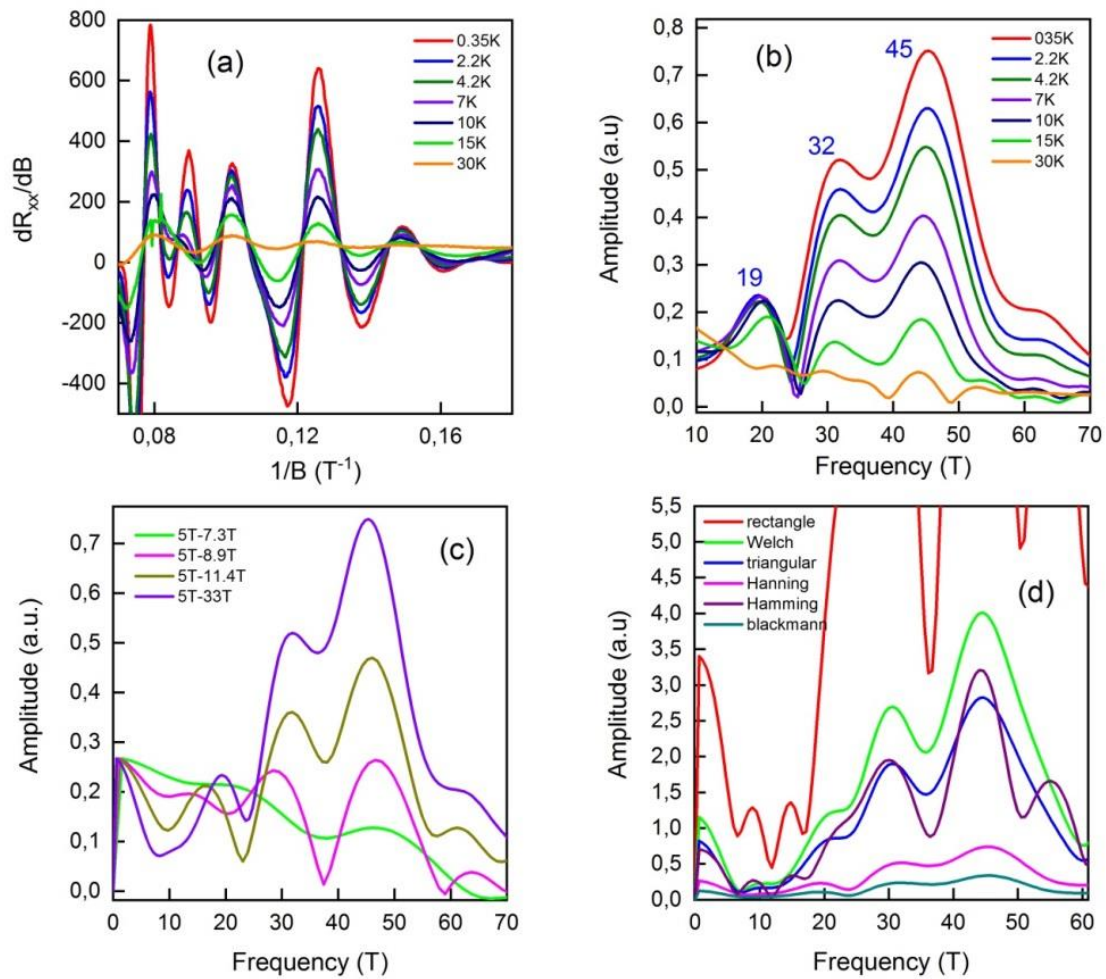 (a)
800
600
400
200
0
-200
-400
dRxx/dB
0,08
0,12
0,16
1/B (T⁻¹)
0.35K
2.2K
4.2K
7K
10K
15K
30K
(b)
0,8
0,7
0,6
0,5
0,4
0,3
0,2
0,1
0,0
Amplitude (a.u)
19
32
45
035K
2.2K
4.2K
7K
10K
15K
30K
10
20
30
40
50
60
70
Frequency (T)
(c)
0,7
0,6
0,5
0,4
0,3
0,2
0,1
0,0
Amplitude (a.u.)
5T-7.3T
5T-8.9T
5T-11.4T
5T-33T
0
10
20
30
40
50
60
70
Frequency (T)
(d)
5,5
5,0
4,5
4,0
3,5
3,0
2,5
2,0
1,5
1,0
0,5
0,0
Amplitude (a.u)
rectangle
Welch
triangular
Hanning
Hamming
blackmann
0
10
20
30
40
50
60
Frequency (T)